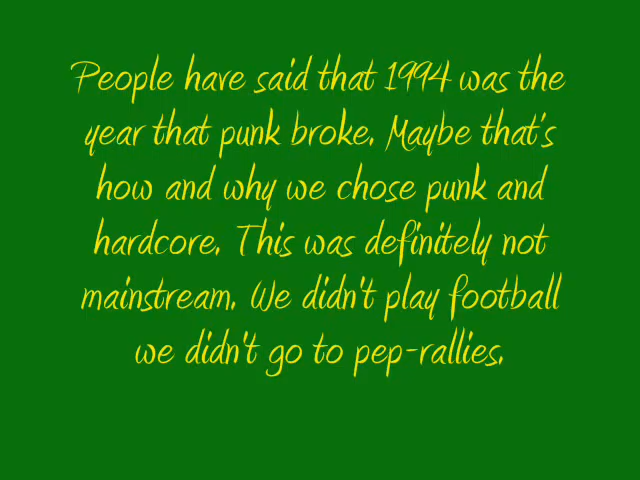 People have said that 1994 was the
year that punk broke. Maybe that's
how and why we chose punk and
hardcore. This was definitely not
mainstream. We didn't play football
we didn't go to pep-rallies.